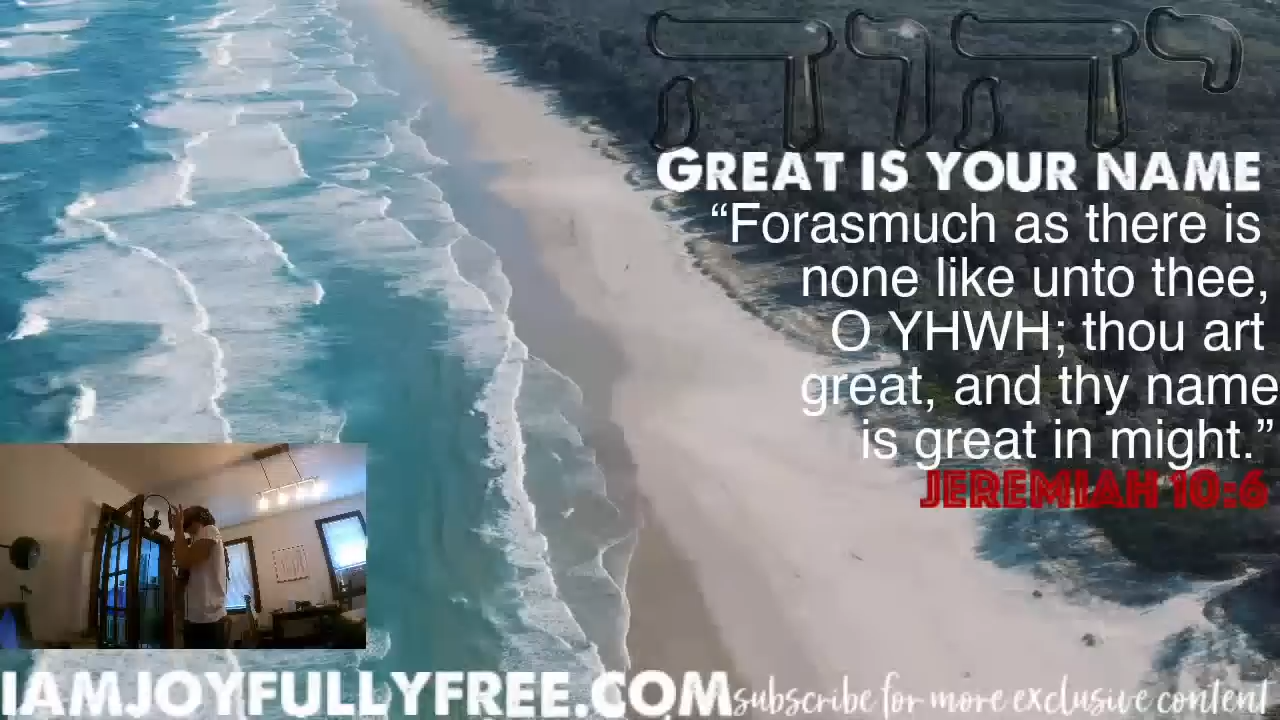 יהוה
GREAT IS YOUR NAME
“Forasmuch as there is
none like unto thee,
O YHWH; thou art
great, and thy name
is great in might.”
JEREMIAH 10:6
IAMJOYFULLYFREE.COM subscribe for more exclusive content